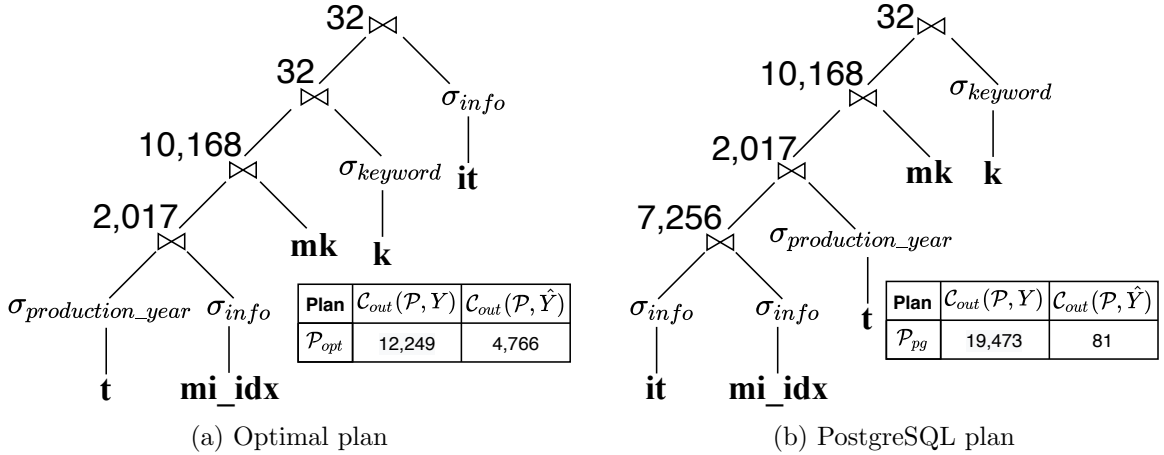 32 ⋈
32 ⋈
σ_info
10,168 ⋈
σ_keyword
it
2,017 ⋈
mk
k
σ_production_year
σ_info
t
mi_idx
Plan C_out(P, Y) C_out(P, Ŷ)
P_opt 12,249 4,766
(a) Optimal plan
32 ⋈
10,168 ⋈
σ_keyword
2,017 ⋈
mk
k
7,256 ⋈
σ_production_year
σ_info
σ_info
t
it
mi_idx
Plan C_out(P, Y) C_out(P, Ŷ)
P_pg 19,473 81
(b) PostgreSQL plan